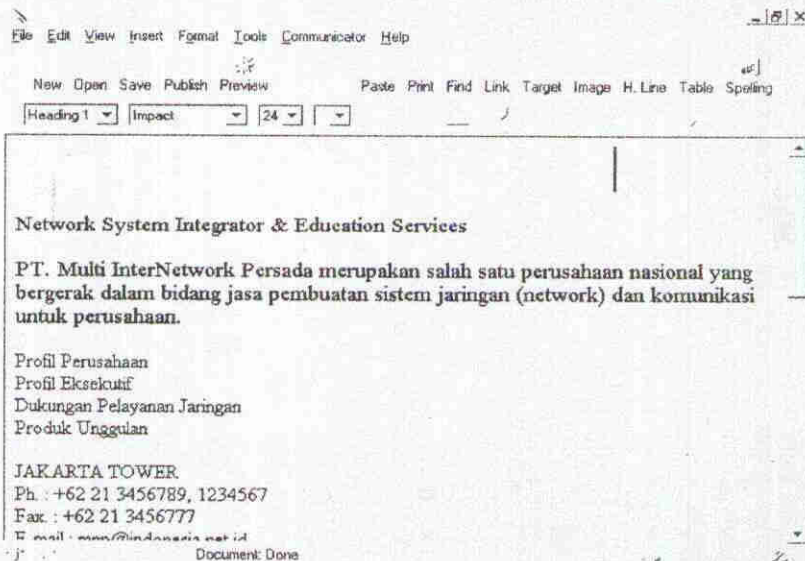 File Edit View Insert Format Tools Communicator Help
New Open Save Publish Preview Paste Print Find Link Target Image H. Line Table Spelling
Heading 1 Impact 24
Network System Integrator & Education Services
PT. Multi InterNetwork Persada merupakan salah satu perusahaan nasional yang
bergerak dalam bidang jasa pembuatan sistem jaringan (network) dan komunikasi
untuk perusahaan.
Profil Perusahaan
Profil Eksekutif
Dukungan Pelayanan Jaringan
Produk Unggulan
JAKARTA TOWER
Ph. : +62 21 3456789, 1234567
Fax. : +62 21 3456777
E-mail :
Document: Done